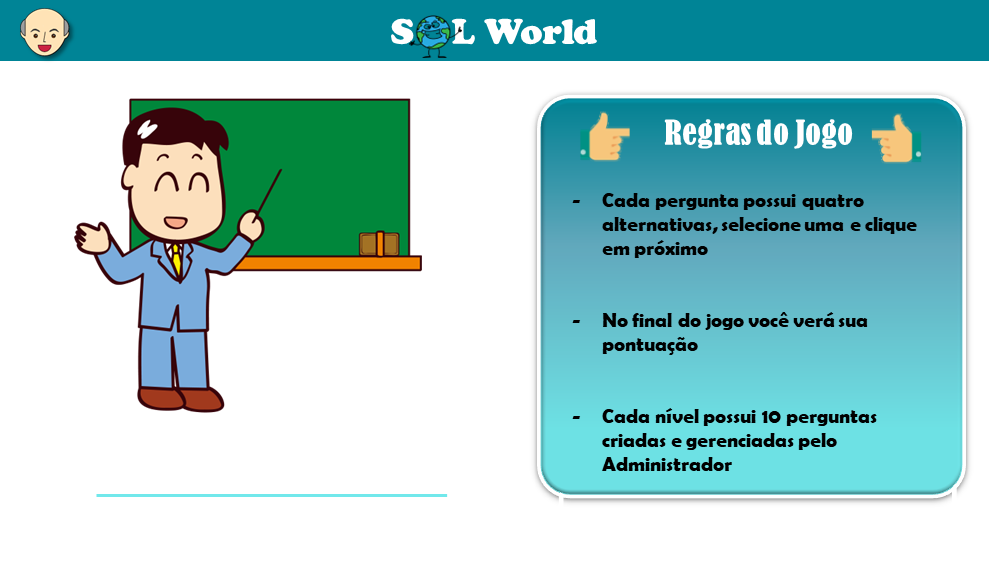 SOL World
Regras do Jogo
- Cada pergunta possui quatro
alternativas, selecione uma e clique
em próximo
- No final do jogo você verá sua
pontuação
- Cada nível possui 10 perguntas
criadas e gerenciadas pelo
Administrador